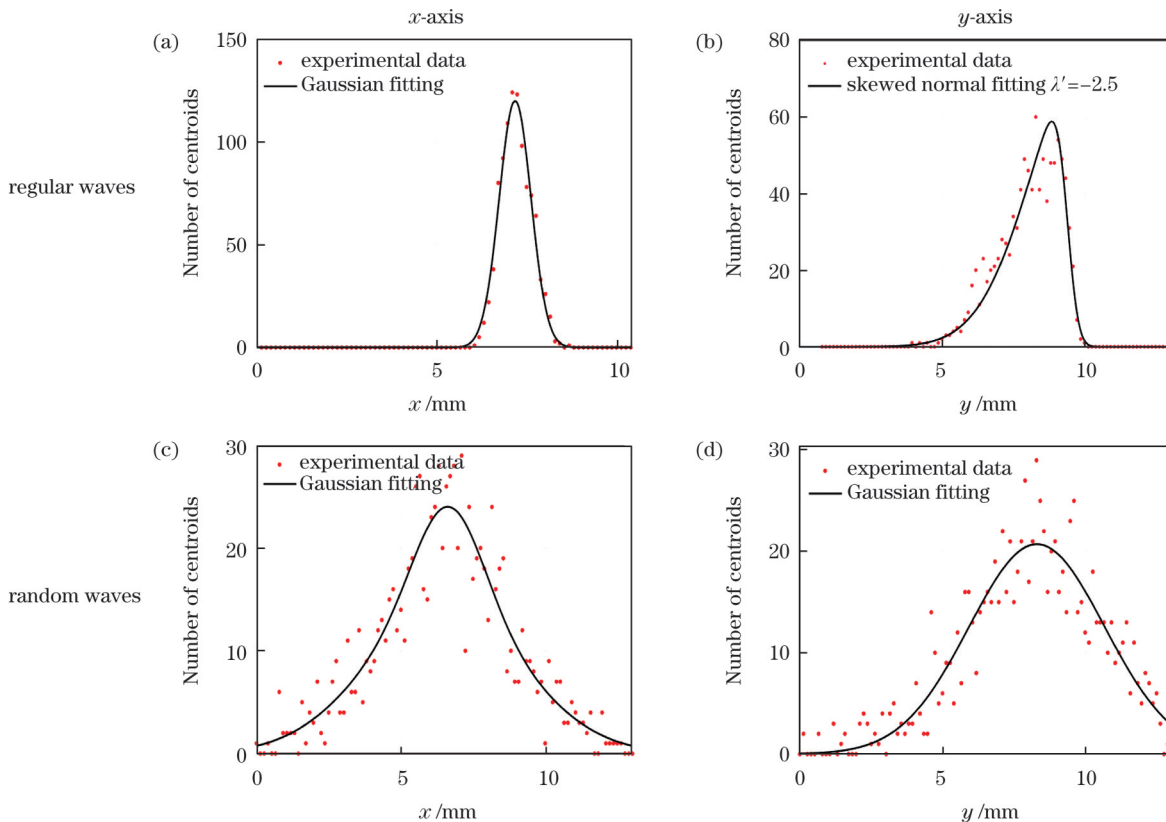 x-axis
y-axis
(a)
150
100
50
0
0
5
10
Number of centroids
x /mm
experimental data
Gaussian fitting
(b)
80
60
40
20
0
0
5
10
Number of centroids
y /mm
experimental data
skewed normal fitting λ′=−2.5
regular waves
(c)
30
20
10
0
0
5
10
Number of centroids
x /mm
experimental data
Gaussian fitting
(d)
30
20
10
0
0
5
10
Number of centroids
y /mm
experimental data
Gaussian fitting
random waves